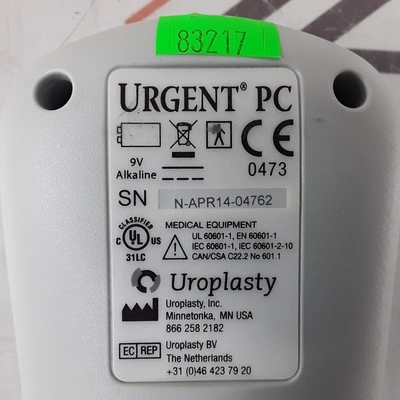 83217
URGENT® PC
9V
Alkaline
CE
0473
SN N-APR14-04762
CLASSIFIED
C UL US
31LC
MEDICAL EQUIPMENT
UL 60601-1, EN 60601-1
IEC 60601-1, IEC 60601-2-10
CAN/CSA C22.2 No 601.1
Uroplasty
Uroplasty, Inc.
Minnetonka, MN USA
866 258 2182
EC REP
Uroplasty BV
The Netherlands
+31 (0)46 423 79 20